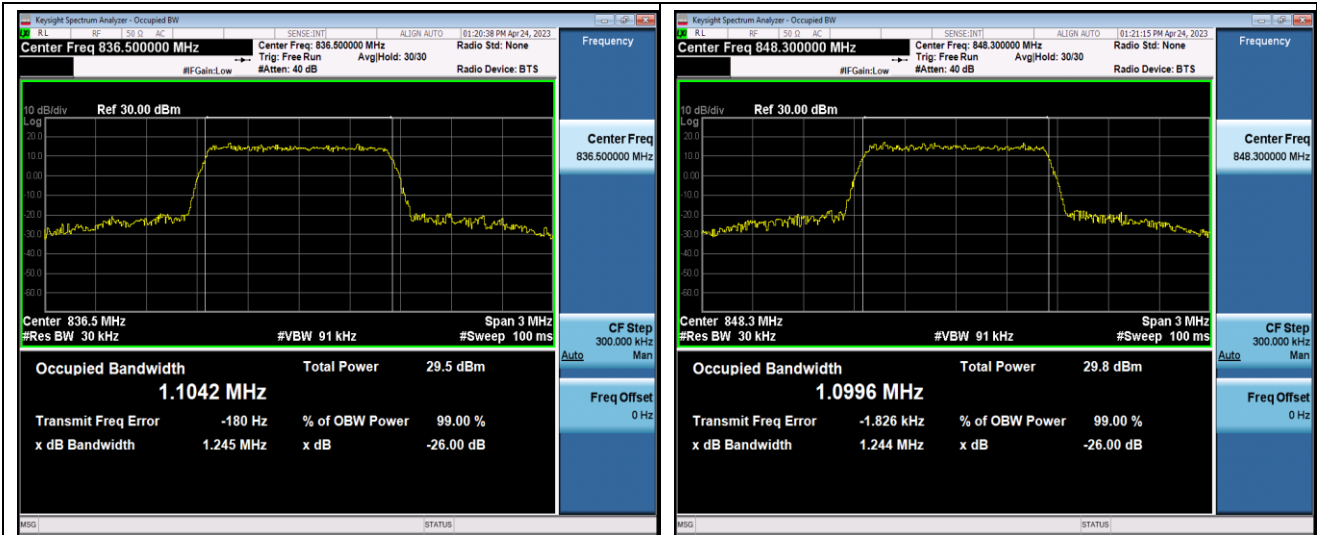 Keysight Spectrum Analyzer - Occupied BW
RL RF 50 Ω AC SENSE:INT ALIGN AUTO 01:20:38 PM Apr 24, 2023
Center Freq 836.500000 MHz
Center Freq: 836.500000 MHz Radio Std: None
Trig: Free Run Avg|Hold: 30/30
#IFGain:Low #Atten: 40 dB Radio Device: BTS
10 dB/div Ref 30.00 dBm
Log
20.0
10.0
0.00
-10.0
-20.0
-30.0
-40.0
-50.0
-60.0
Center 836.5 MHz Span 3 MHz
#Res BW 30 kHz #VBW 91 kHz #Sweep 100 ms
Occupied Bandwidth Total Power 29.5 dBm
1.1042 MHz
Transmit Freq Error -180 Hz % of OBW Power 99.00 %
x dB Bandwidth 1.245 MHz x dB -26.00 dB
MSG STATUS
Frequency
Center Freq
836.500000 MHz
CF Step
300.000 kHz
Auto Man
Freq Offset
0 Hz
Keysight Spectrum Analyzer - Occupied BW
RL RF 50 Ω AC SENSE:INT ALIGN AUTO 01:21:15 PM Apr 24, 2023
Center Freq 848.300000 MHz
Center Freq: 848.300000 MHz Radio Std: None
Trig: Free Run Avg|Hold: 30/30
#IFGain:Low #Atten: 40 dB Radio Device: BTS
10 dB/div Ref 30.00 dBm
Log
20.0
10.0
0.00
-10.0
-20.0
-30.0
-40.0
-50.0
-60.0
Center 848.3 MHz Span 3 MHz
#Res BW 30 kHz #VBW 91 kHz #Sweep 100 ms
Occupied Bandwidth Total Power 29.8 dBm
1.0996 MHz
Transmit Freq Error -1.826 kHz % of OBW Power 99.00 %
x dB Bandwidth 1.244 MHz x dB -26.00 dB
MSG STATUS
Frequency
Center Freq
848.300000 MHz
CF Step
300.000 kHz
Auto Man
Freq Offset
0 Hz